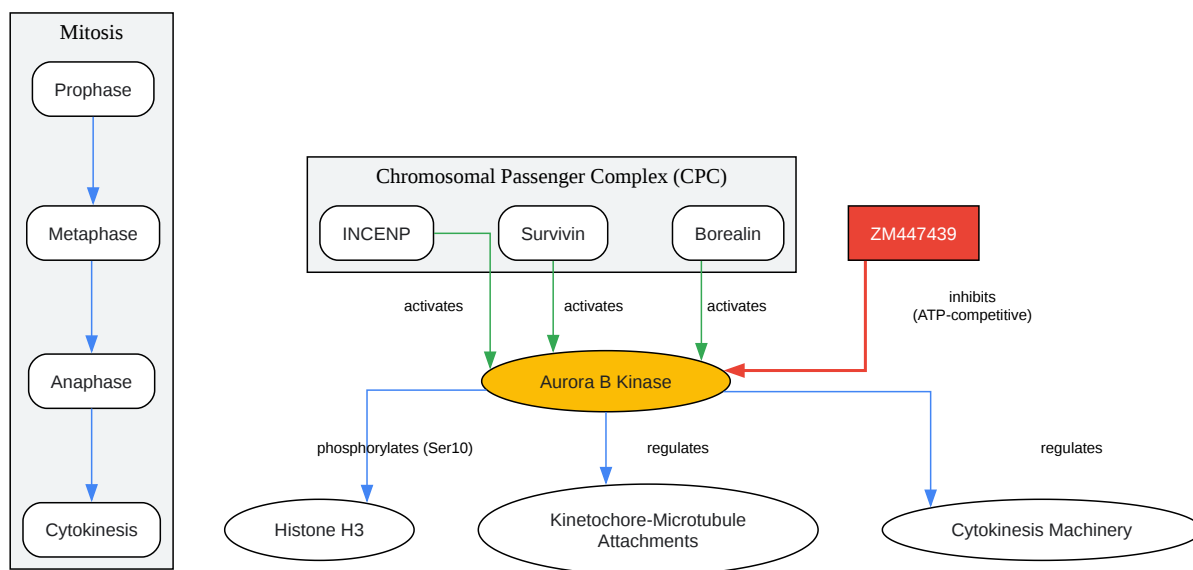 Mitosis
Prophase
Metaphase
Anaphase
Cytokinesis
Chromosomal Passenger Complex (CPC)
INCENP
Survivin
Borealin
ZM447439
activates
activates
activates
inhibits
(ATP-competitive)
Aurora B Kinase
phosphorylates (Ser10)
regulates
regulates
Histone H3
Kinetochore-Microtubule
Attachments
Cytokinesis Machinery